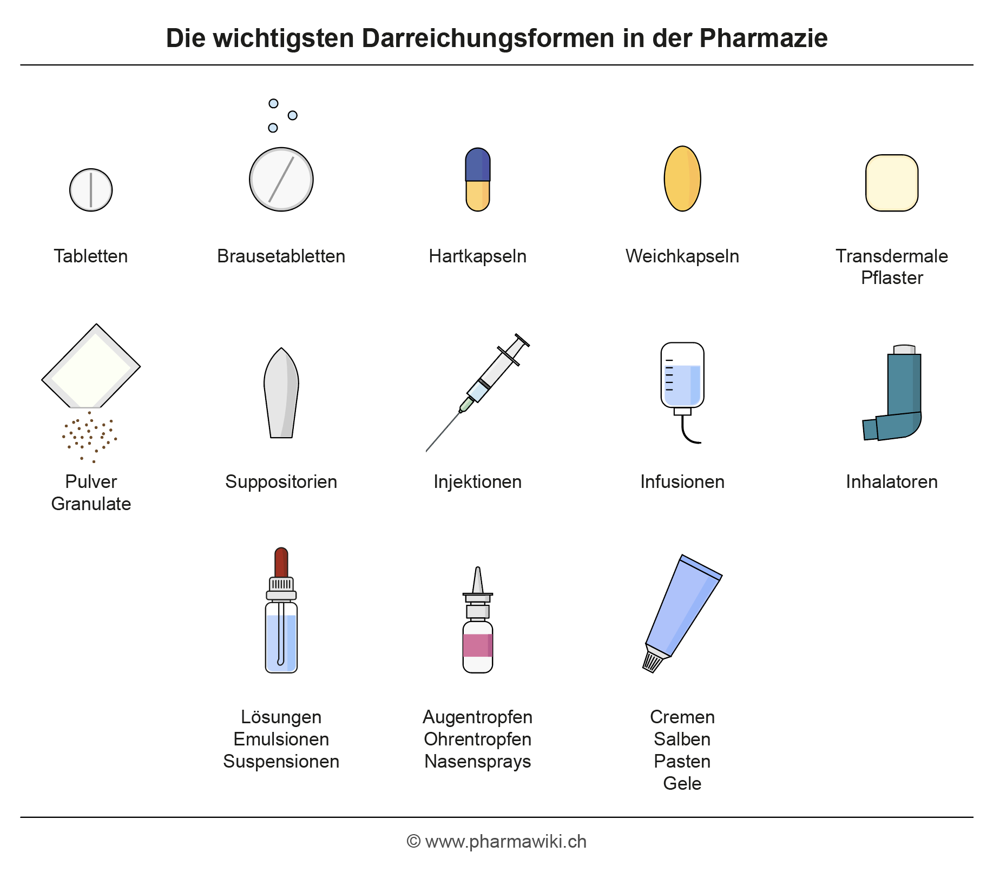 Die wichtigsten Darreichungsformen in der Pharmazie
Tabletten
Brausetabletten
Hartkapseln
Weichkapseln
Transdermale
Pflaster
Pulver
Granulate
Suppositorien
Injektionen
Infusionen
Inhalatoren
Lösungen
Emulsionen
Suspensionen
Augentropfen
Ohrentropfen
Nasensprays
Cremen
Salben
Pasten
Gele
© www.pharmawiki.ch